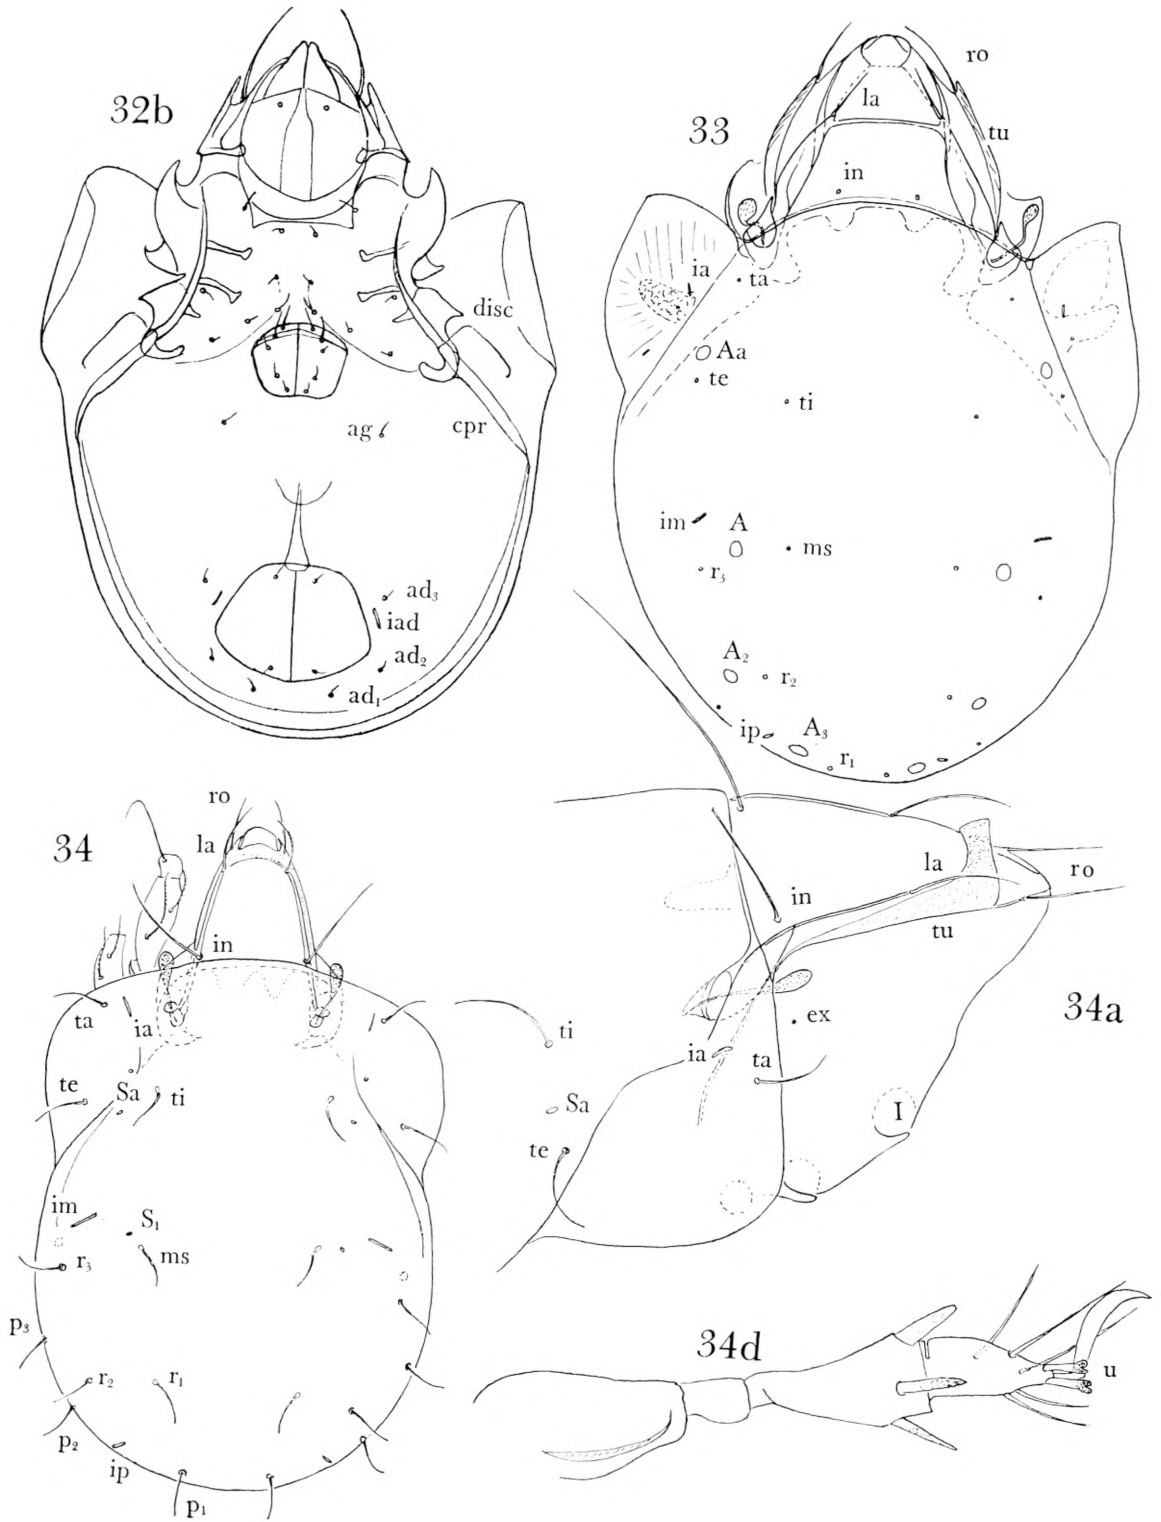 32b
disc
ag
cpr
ad₃
iad
ad₂
ad₁
33
ro
la
tu
in
ia
ta
Aa
te
ti
im
A
ms
r₃
A₂
r₂
ip
A₃
r₁
34
ro
la
in
ta
ia
te
Sa
ti
im
S₁
r₃
ms
p₃
r₂
r₁
p₂
ip
p₁
34a
la
ro
in
tu
ex
ti
ia
ta
Sa
te
I
34d
u